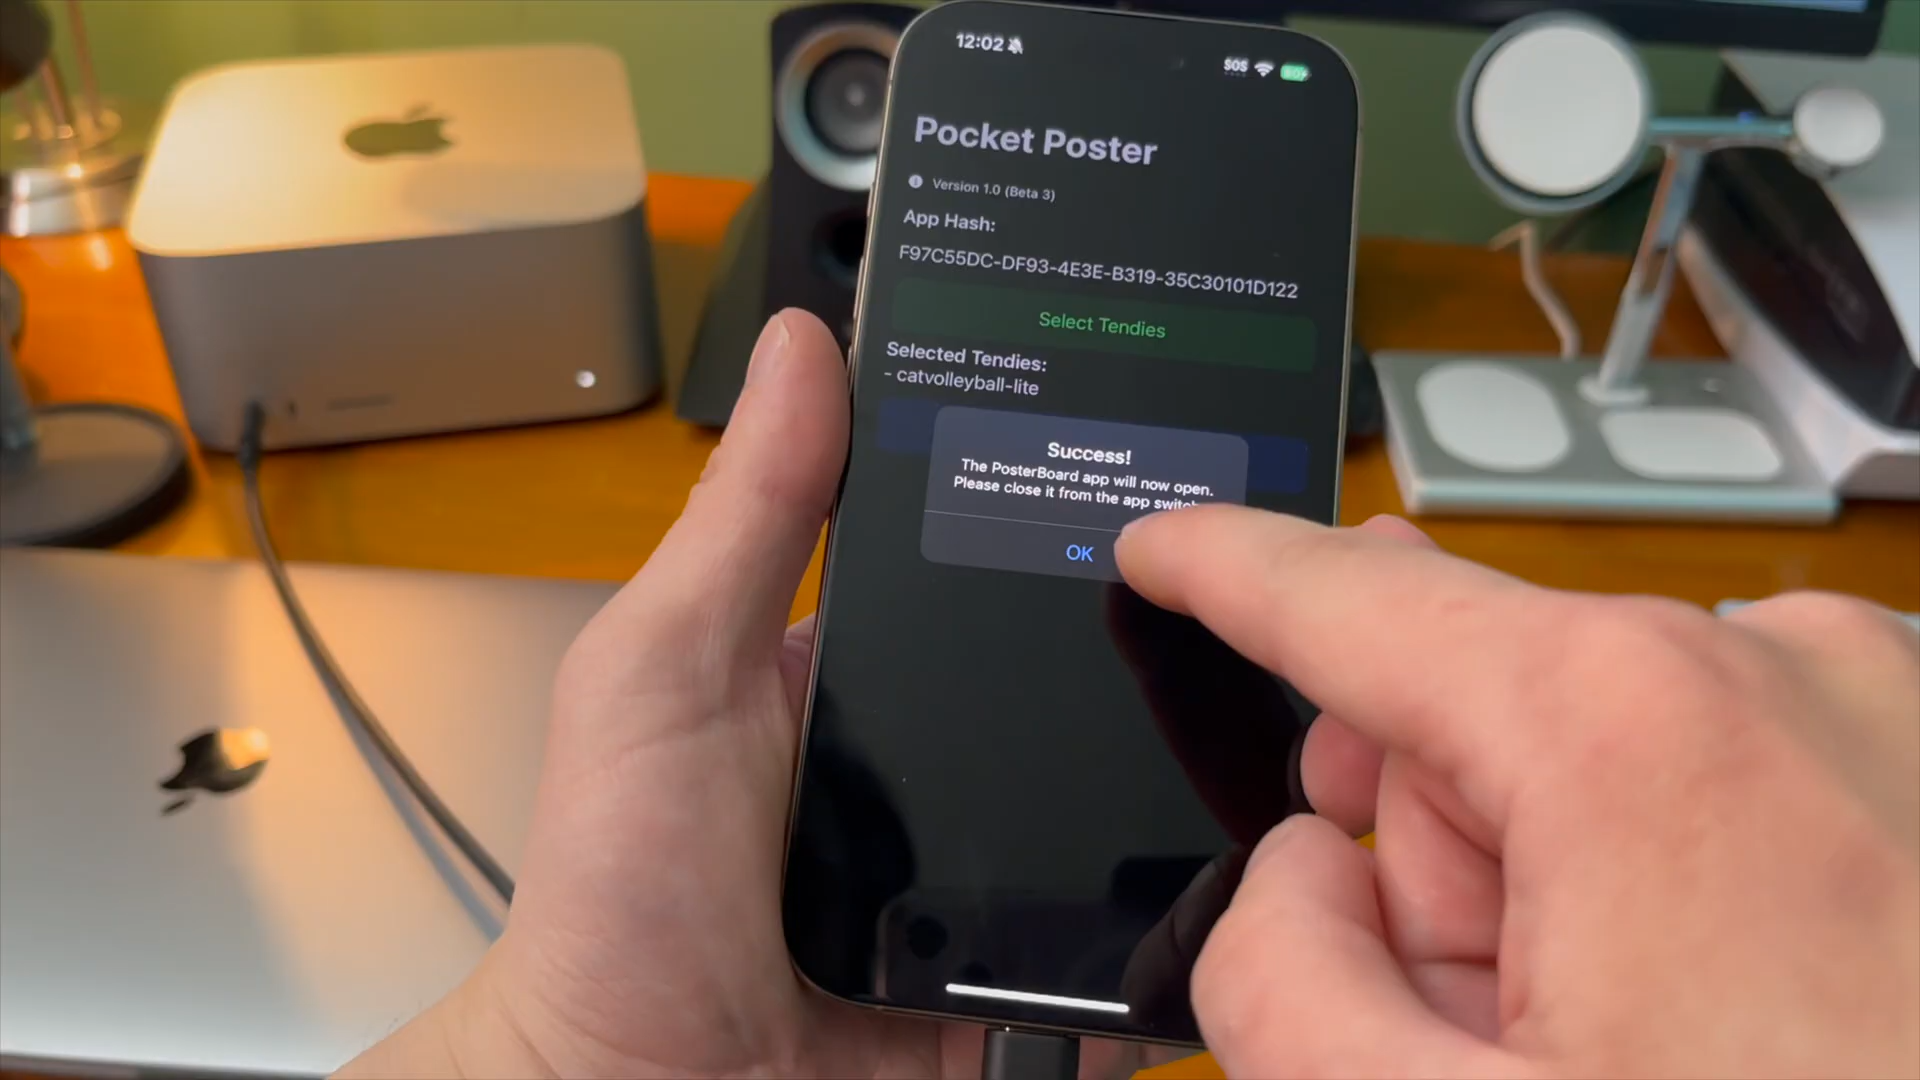 12:02
SOS
Pocket Poster
Version 1.0 (Beta 3)
App Hash:
F97C55DC-DF93-4E3E-B319-35C30101D122
Select Tendies
Selected Tendies:
- catvolleyball-lite
Success!
The PosterBoard app will now open.
Please close it from the app
OK